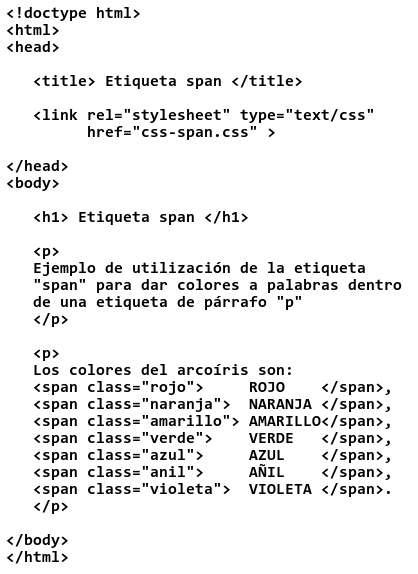 <!doctype html>
<html>
<head>
<title> Etiqueta span </title>
<link rel="stylesheet" type="text/css"
href="css-span.css" >
</head>
<body>
<h1> Etiqueta span </h1>
<p>
Ejemplo de utilización de la etiqueta
"span" para dar colores a palabras dentro
de una etiqueta de párrafo "p"
</p>
<p>
Los colores del arcoíris son:
<span class="rojo">     ROJO    </span>,
<span class="naranja">  NARANJA </span>,
<span class="amarillo"> AMARILLO</span>,
<span class="verde">    VERDE   </span>,
<span class="azul">     AZUL    </span>,
<span class="anil">     AÑIL    </span>,
<span class="violeta">  VIOLETA </span>.
</p>
</body>
</html>